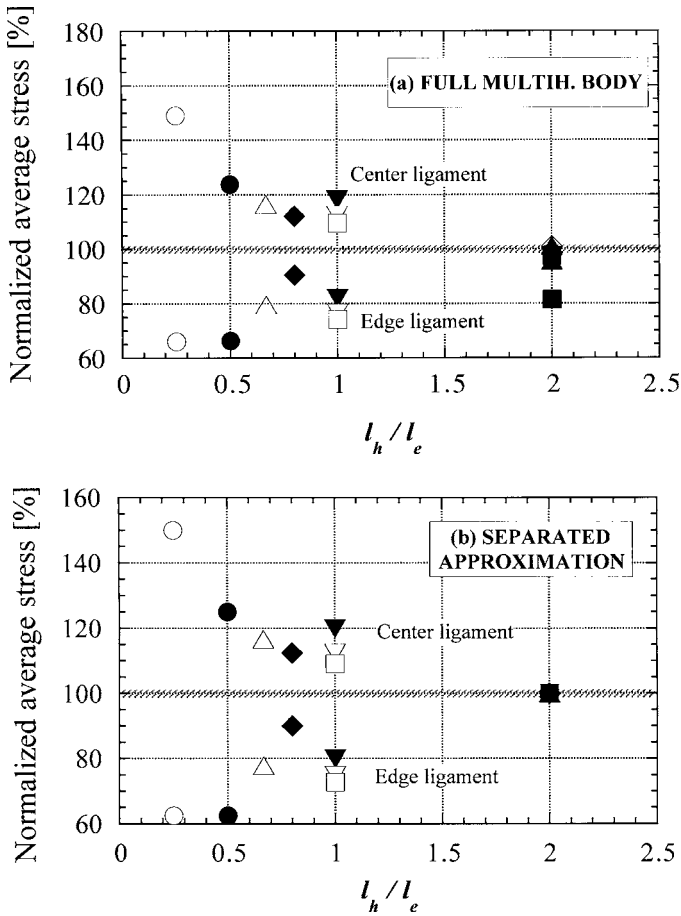 Normalized average stress [%]
180
160
140
120
100
80
60
(a) FULL MULTIH. BODY
Center ligament
Edge ligament
0
0.5
1
1.5
2
2.5
l_h / l_e
Normalized average stress [%]
160
140
120
100
80
60
(b) SEPARATED
APPROXIMATION
Center ligament
Edge ligament
0
0.5
1
1.5
2
2.5
l_h / l_e